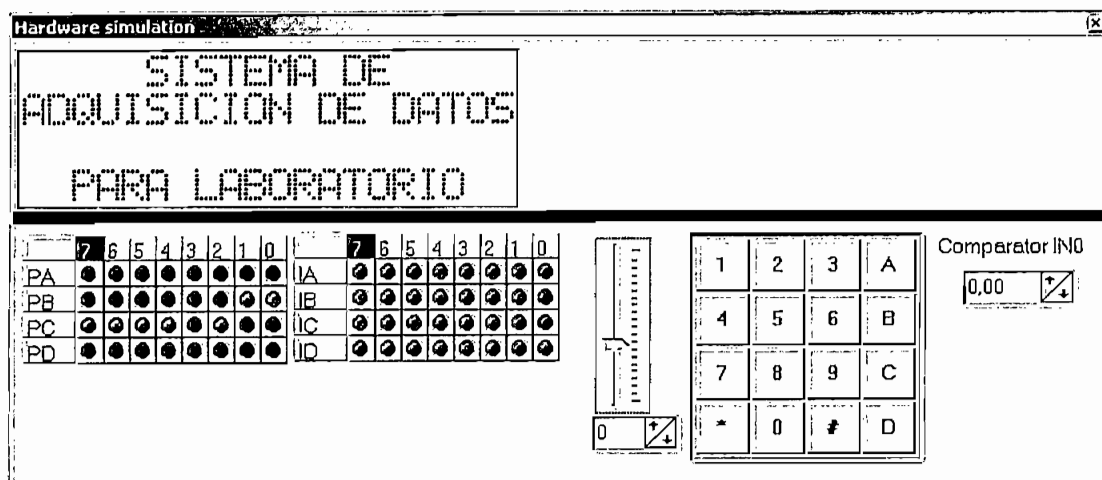 Hardware simulation
SISTEMA DE
ADQUISICION DE DATOS
PARA LABORATORIO
7 6 5 4 3 2 1 0
PA
PB
PC
PD
7 6 5 4 3 2 1 0
IA
IB
IC
ID
0
1 2 3 A
4 5 6 B
7 8 9 C
* 0 # D
Comparator IN0
0,00